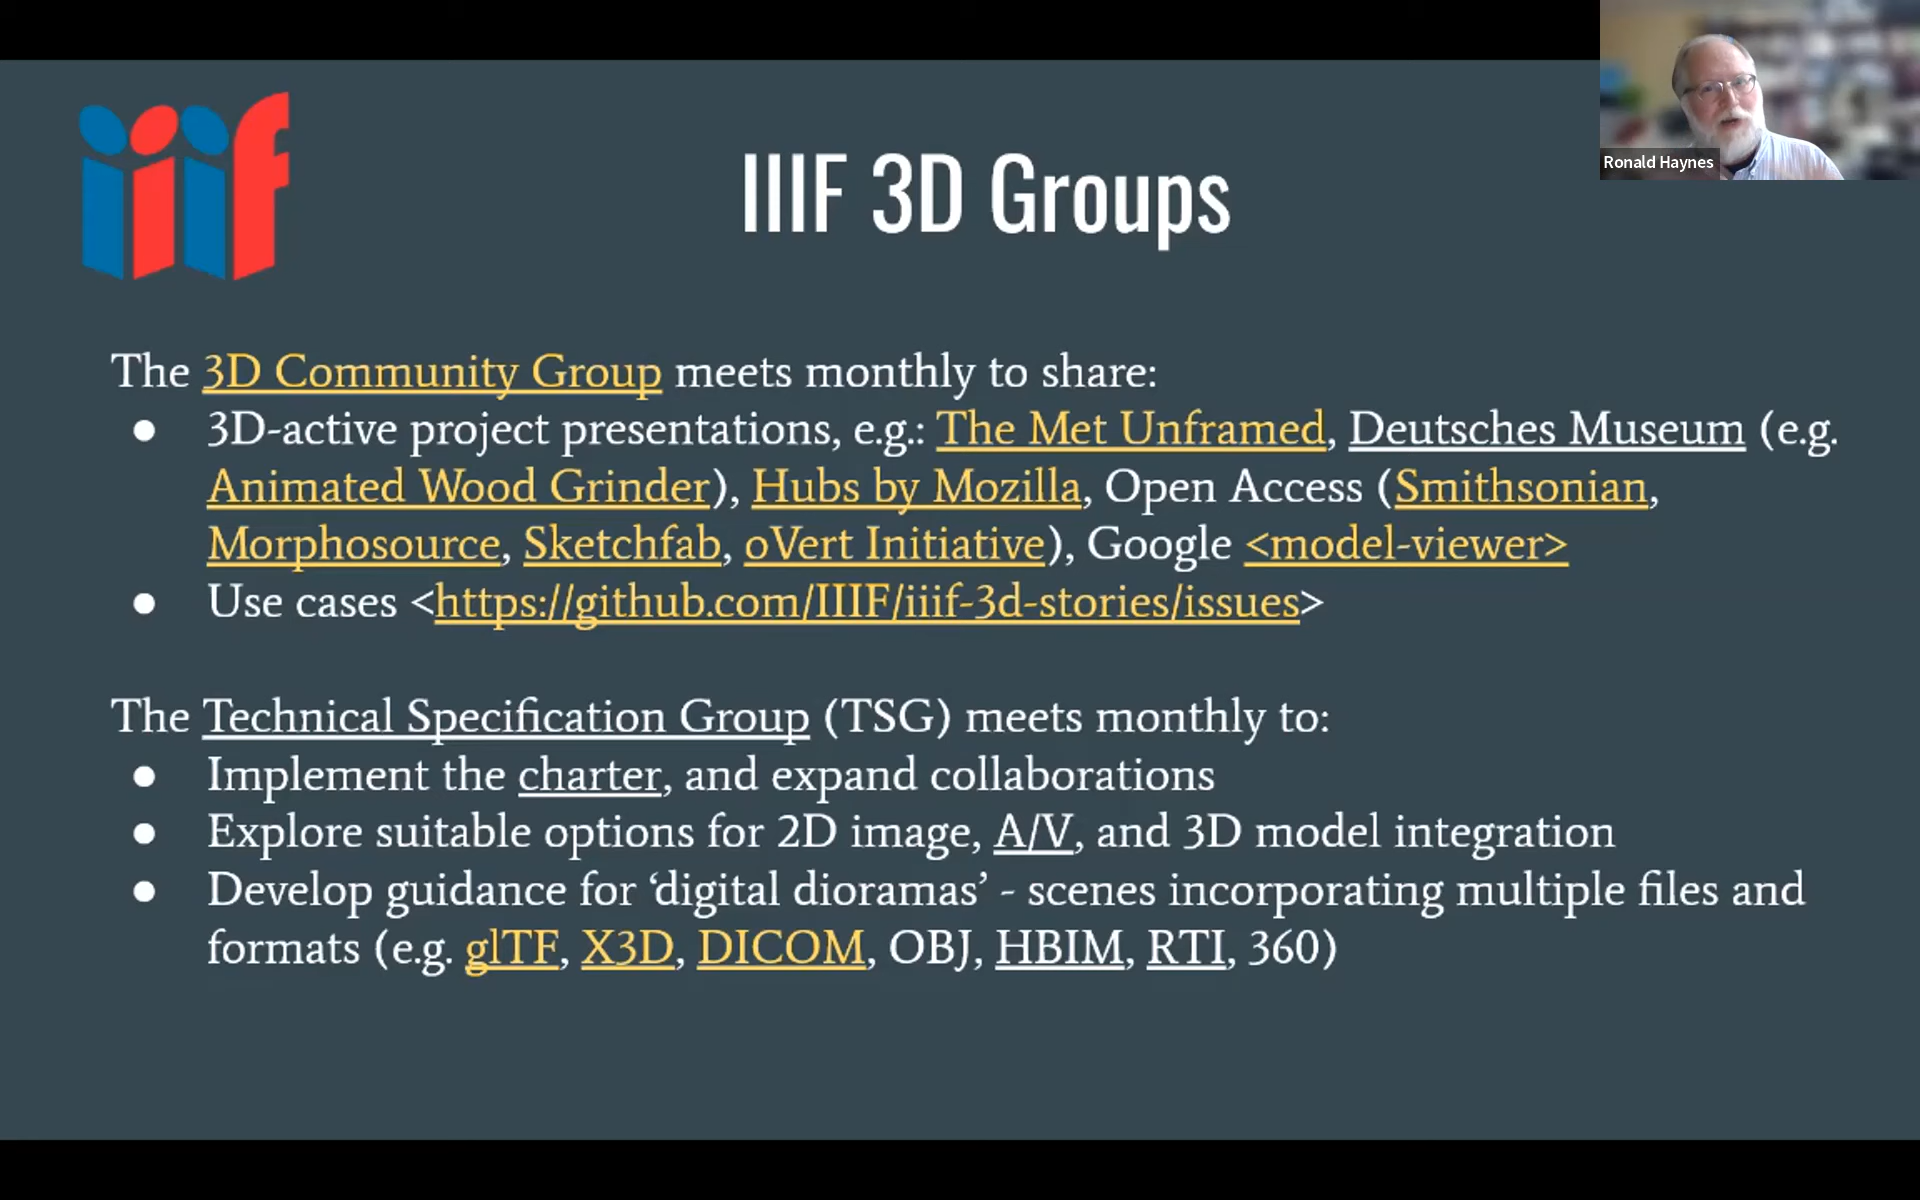 iiif
Ronald Haynes
IIIF 3D Groups
The 3D Community Group meets monthly to share:
● 3D-active project presentations, e.g.: The Met Unframed, Deutsches Museum (e.g.
Animated Wood Grinder), Hubs by Mozilla, Open Access (Smithsonian,
Morphosource, Sketchfab, oVert Initiative), Google <model-viewer>
● Use cases <https://github.com/IIIF/iiif-3d-stories/issues>
The Technical Specification Group (TSG) meets monthly to:
● Implement the charter, and expand collaborations
● Explore suitable options for 2D image, A/V, and 3D model integration
● Develop guidance for ‘digital dioramas’ - scenes incorporating multiple files and
formats (e.g. glTF, X3D, DICOM, OBJ, HBIM, RTI, 360)